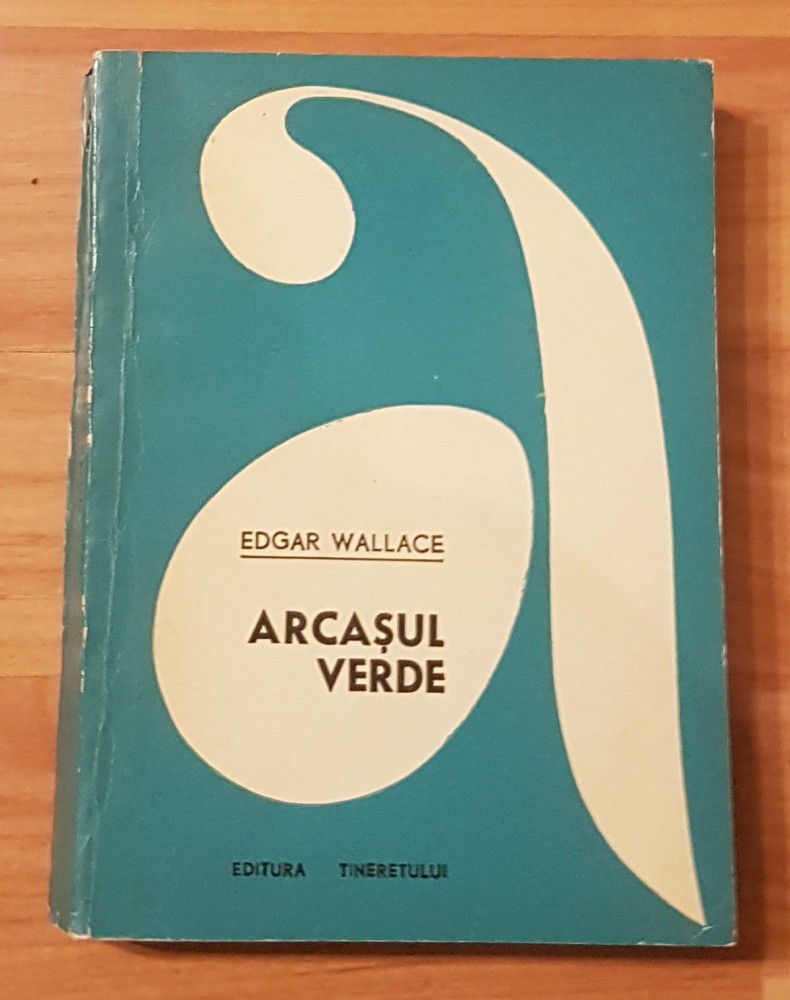 a
EDGAR WALLACE
ARCAȘUL
VERDE
EDITURA TINERETULUI